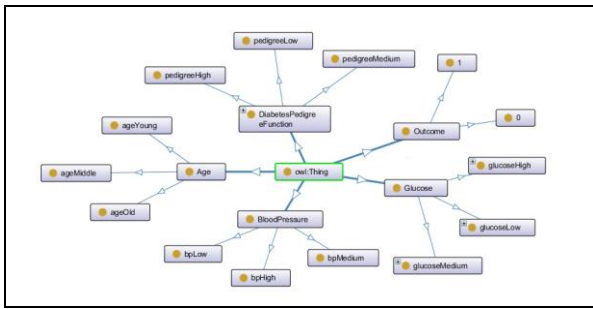 pedigreeLow
pedigreeMedium
1
pedigreeHigh
DiabetesPedigre
eFunction
0
ageYoung
Outcome
glucoseHigh
ageMiddle
Age
owl:Thing
Glucose
ageOld
BloodPressure
glucoseLow
bpLow
bpMedium
glucoseMedium
bpHigh